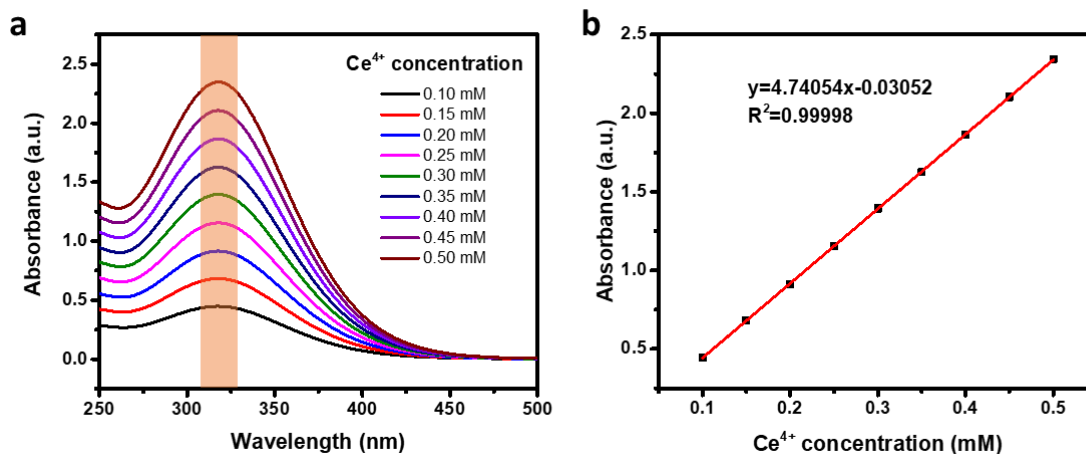 a
Absorbance (a.u.)
2.5
2.0
1.5
1.0
0.5
0.0
250
300
350
400
450
500
Wavelength (nm)
Ce⁴⁺ concentration
0.10 mM
0.15 mM
0.20 mM
0.25 mM
0.30 mM
0.35 mM
0.40 mM
0.45 mM
0.50 mM
b
Absorbance (a.u.)
2.5
2.0
1.5
1.0
0.5
0.1
0.2
0.3
0.4
0.5
Ce⁴⁺ concentration (mM)
y=4.74054x-0.03052
R²=0.99998